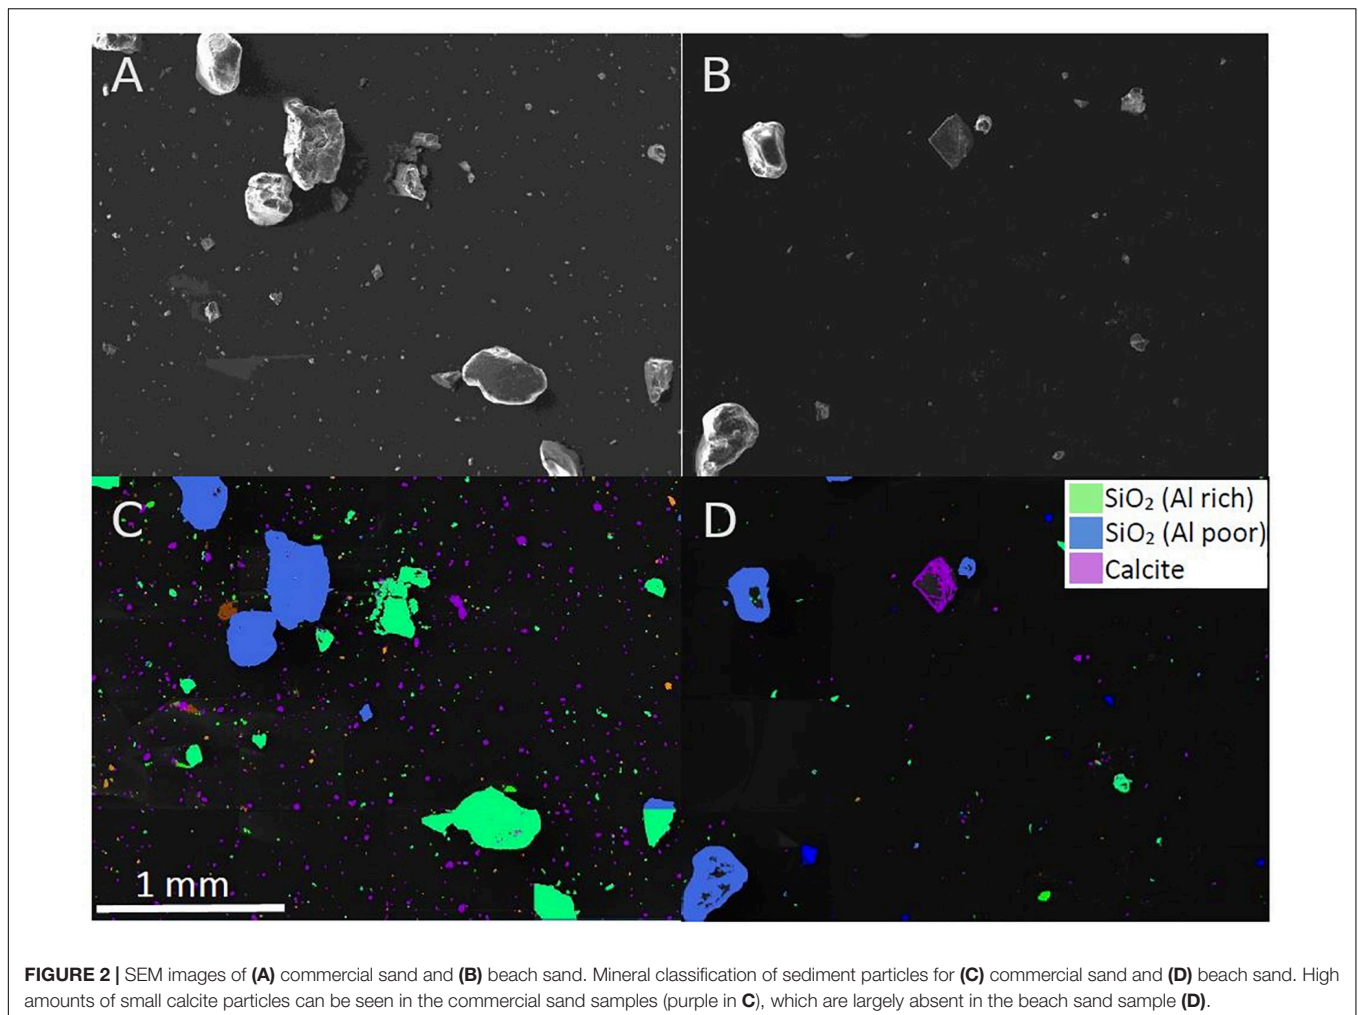 A
B
C
D
SiO₂ (Al rich)
SiO₂ (Al poor)
Calcite
1 mm
FIGURE 2 | SEM images of (A) commercial sand and (B) beach sand. Mineral classification of sediment particles for (C) commercial sand and (D) beach sand. High
amounts of small calcite particles can be seen in the commercial sand samples (purple in C), which are largely absent in the beach sand sample (D).